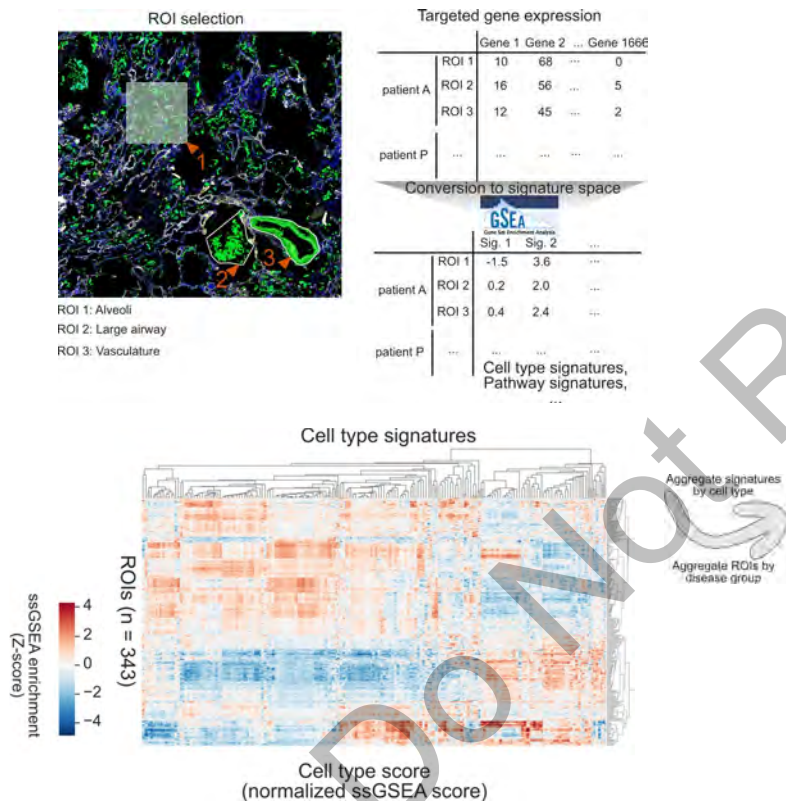 ROI selection
1
2
3
ROI 1: Alveoli
ROI 2: Large airway
ROI 3: Vasculature
Targeted gene expression
Gene 1 Gene 2 ... Gene 1666
patient A
ROI 1 10 68 ... 0
ROI 2 16 56 ... 5
ROI 3 12 45 ... 2
patient P ... ... ... ...
Conversion to signature space
GSEA
Gene Set Enrichment Analysis
Sig. 1 Sig. 2 ...
patient A
ROI 1 -1.5 3.6 ...
ROI 2 0.2 2.0 ...
ROI 3 0.4 2.4 ...
patient P ... ... ... ...
Cell type signatures,
Pathway signatures,
...
Cell type signatures
ROIs (n = 343)
ssGSEA enrichment
(Z-score)
4
2
0
−2
−4
Cell type score
(normalized ssGSEA score)
Aggregate signatures
by cell type
Aggregate ROIs by
disease group
Do Not R